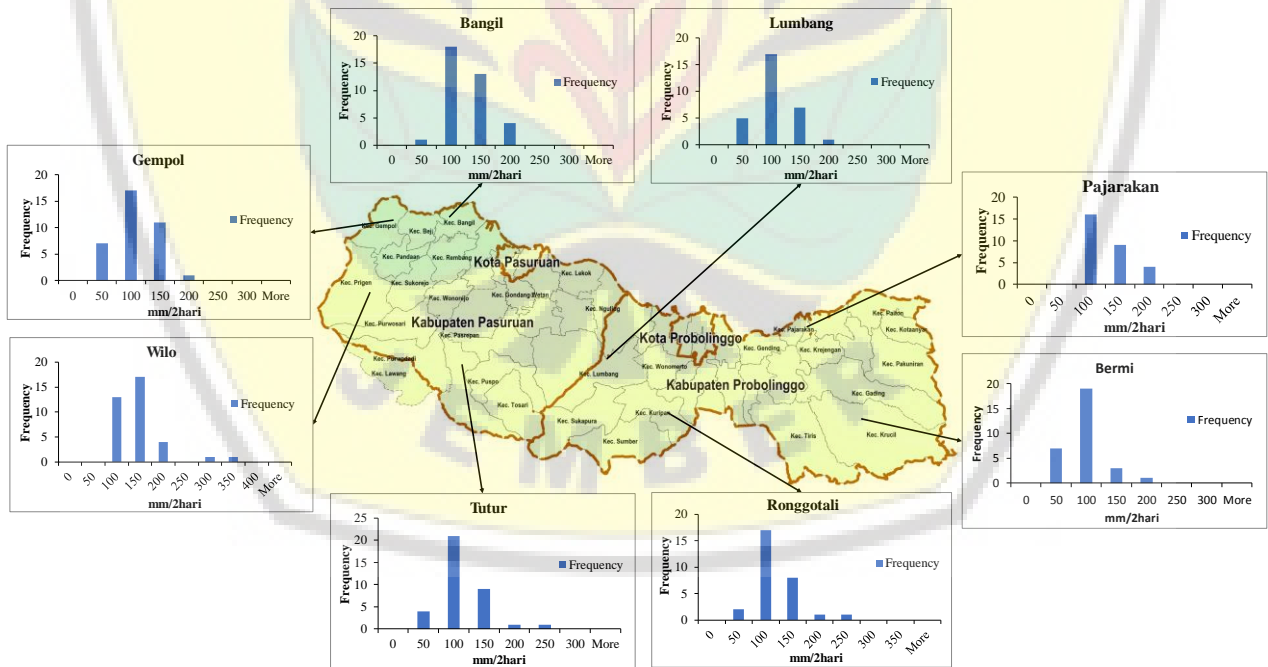 Bangil
20
15
10
5
0
Frequency
0 50 100 150 200 250 300 More
mm/2hari
Frequency
Lumbang
20
15
10
5
0
Frequency
0 50 100 150 200 250 300 More
mm/2hari
Frequency
Gempol
20
15
10
5
0
Frequency
0 50 100 150 200 250 300 More
mm/2hari
Frequency
Pajarakan
20
15
10
5
0
Frequency
0 50 100 150 200 250 300 More
mm/2hari
Frequency
Wilo
20
15
10
5
0
Frequency
0 50 100 150 200 250 300 350 400 More
mm/2hari
Frequency
Bermi
20
15
10
5
0
Frequency
0 50 100 150 200 250 300 More
mm/2hari
Frequency
Kec. Gempol
Kec. Beji
Kec. Bangil
Kec. Pandaan
Kec. Rembang
Kota Pasuruan
Kec. Lekok
Kec. Prigen
Kec. Sukorejo
Kec. Wonorejo
Kec. Gondang Wetan
Kec. Nguling
Kec. Purwosari
Kabupaten Pasuruan
Kec. Pasrepan
Kec. Lawang
Kec. Puspo
Kec. Tosari
Kec. Lumbang
Kota Probolinggo
Kec. Wonomerto
Kabupaten Probolinggo
Kec. Pajarakan
Kec. Paiton
Kec. Kotaanyar
Kec. Ganding
Kec. Krejengan
Kec. Pakuniran
Kec. Gading
Kec. Sukapura
Kec. Kuripan
Kec. Sumber
Kec. Tiris
Kec. Krucil
JEMBER
Tutur
25
20
15
10
5
0
Frequency
0 50 100 150 200 250 300 More
mm/2hari
Frequency
Ronggotali
20
15
10
5
0
Frequency
0 50 100 150 200 250 300 More
mm/2hari
Frequency